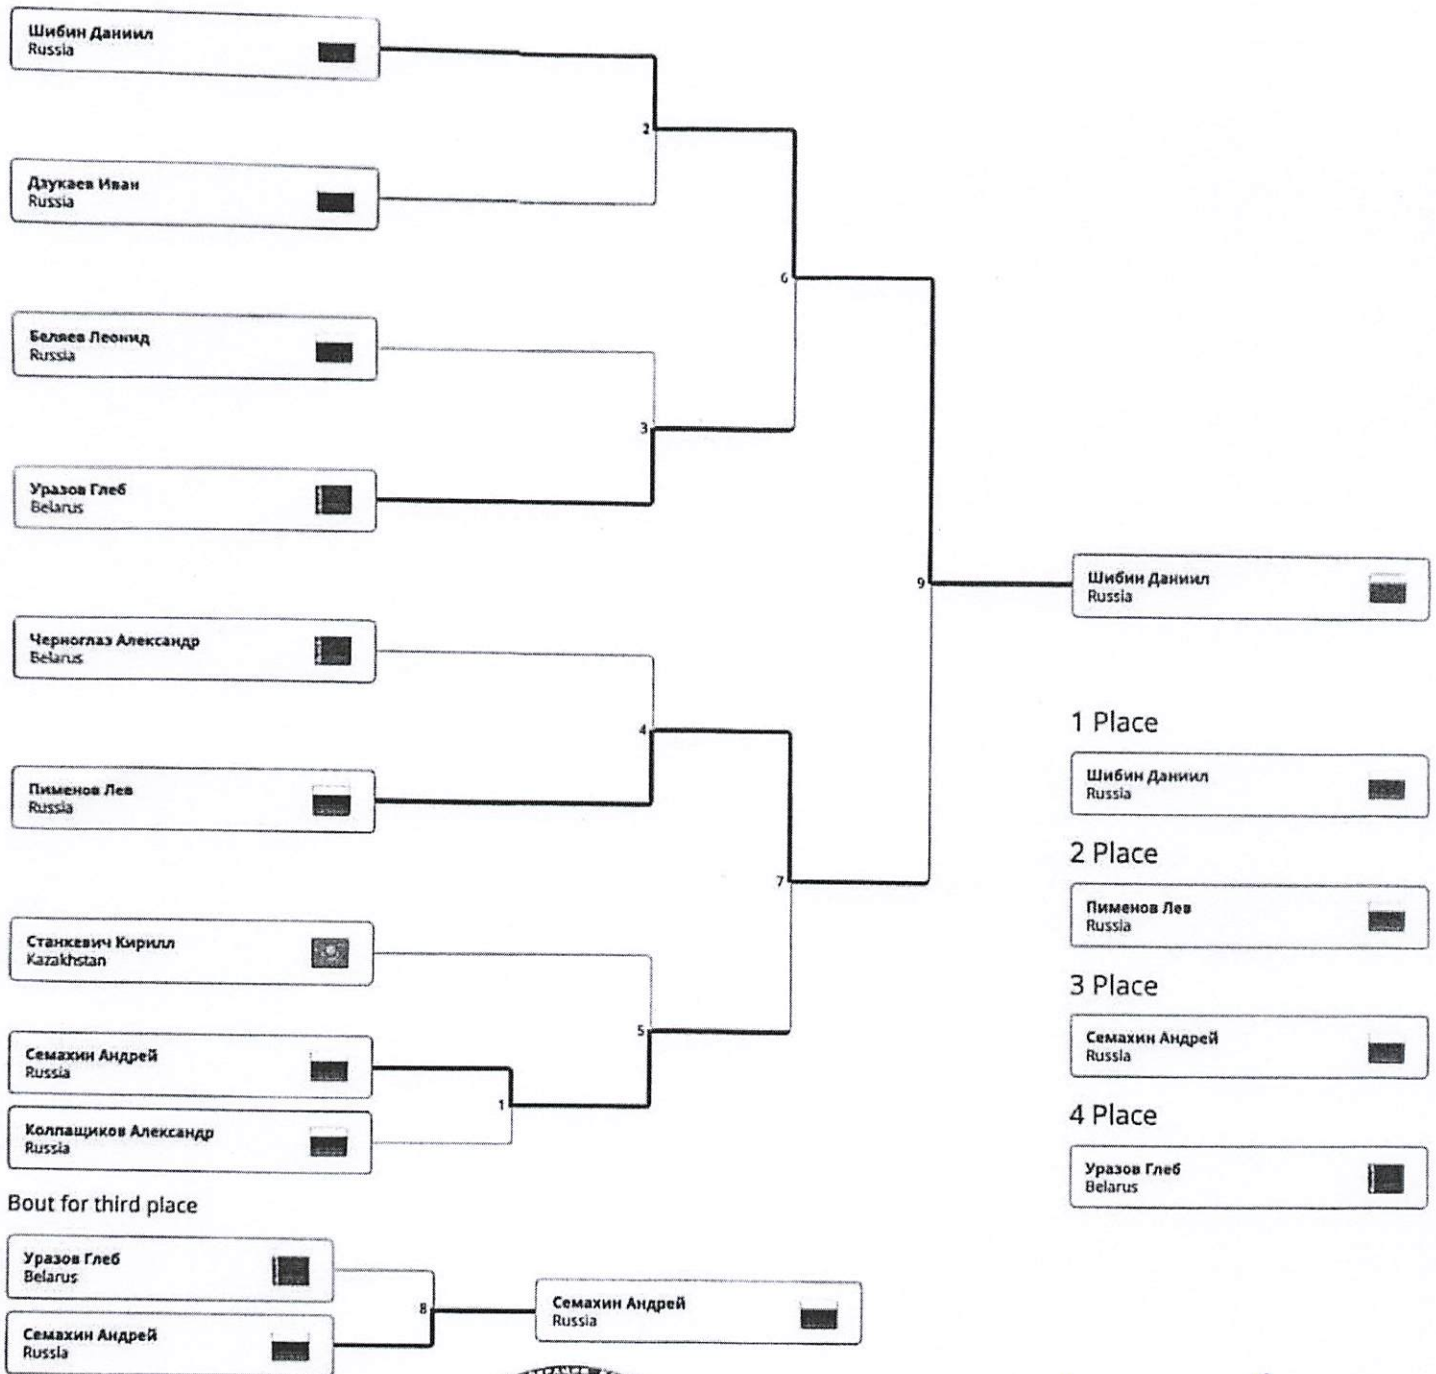 Шибин Даниил
Russia
2
Дзукаев Иван
Russia
6
Беляев Леонид
Russia
3
Уразов Глеб
Belarus
9
Шибин Даниил
Russia
Черноглаз Александр
Belarus
4
Пименов Лев
Russia
7
Станкевич Кирилл
Kazakhstan
5
Семахин Андрей
Russia
1
Колпащиков Александр
Russia
1 Place
Шибин Даниил
Russia
2 Place
Пименов Лев
Russia
3 Place
Семахин Андрей
Russia
4 Place
Уразов Глеб
Belarus
Bout for third place
Уразов Глеб
Belarus
8
Семахин Андрей
Russia
Семахин Андрей
Russia